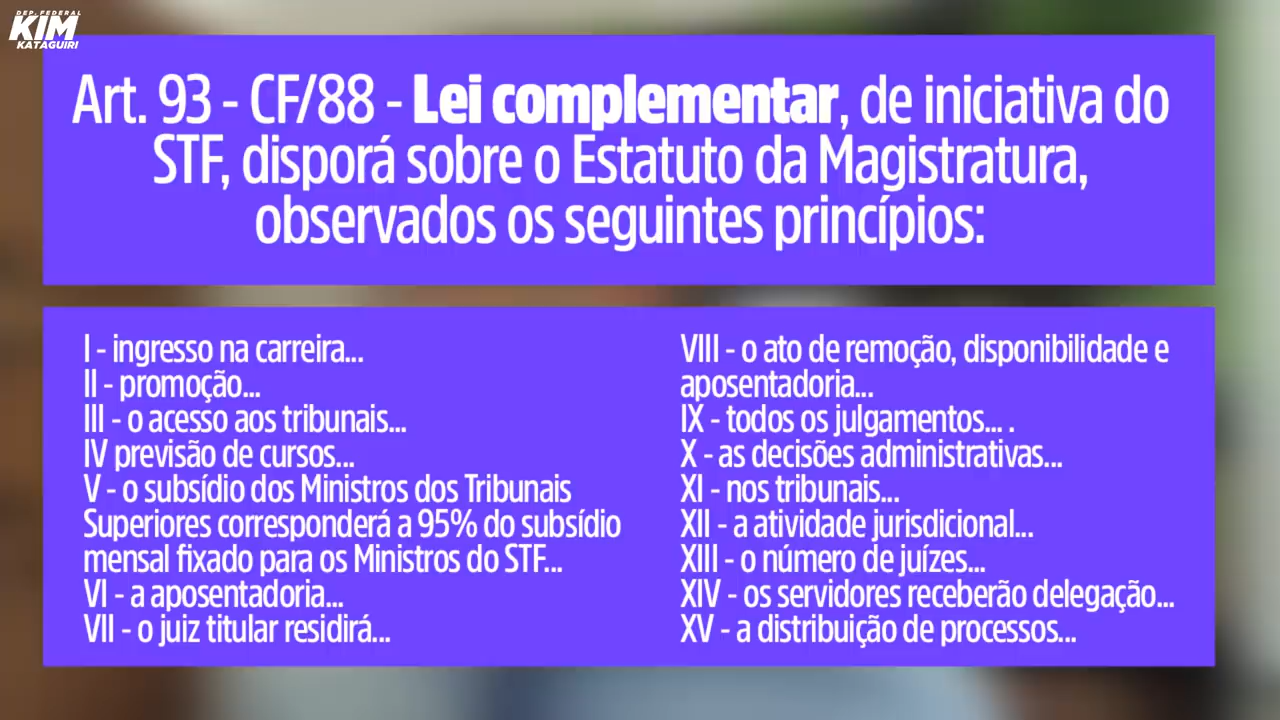 DEP. FEDERAL
KIM
KATAGUIRI
Art. 93 - CF/88 - Lei complementar, de iniciativa do
STF, disporá sobre o Estatuto da Magistratura,
observados os seguintes princípios:
I - ingresso na carreira...
II - promoção...
III - o acesso aos tribunais...
IV previsão de cursos...
V - o subsídio dos Ministros dos Tribunais
Superiores corresponderá a 95% do subsídio
mensal fixado para os Ministros do STF...
VI - a aposentadoria...
VII - o juiz titular residirá...
VIII - o ato de remoção, disponibilidade e
aposentadoria...
IX - todos os julgamentos... .
X - as decisões administrativas...
XI - nos tribunais...
XII - a atividade jurisdicional...
XIII - o número de juízes...
XIV - os servidores receberão delegação...
XV - a distribuição de processos...